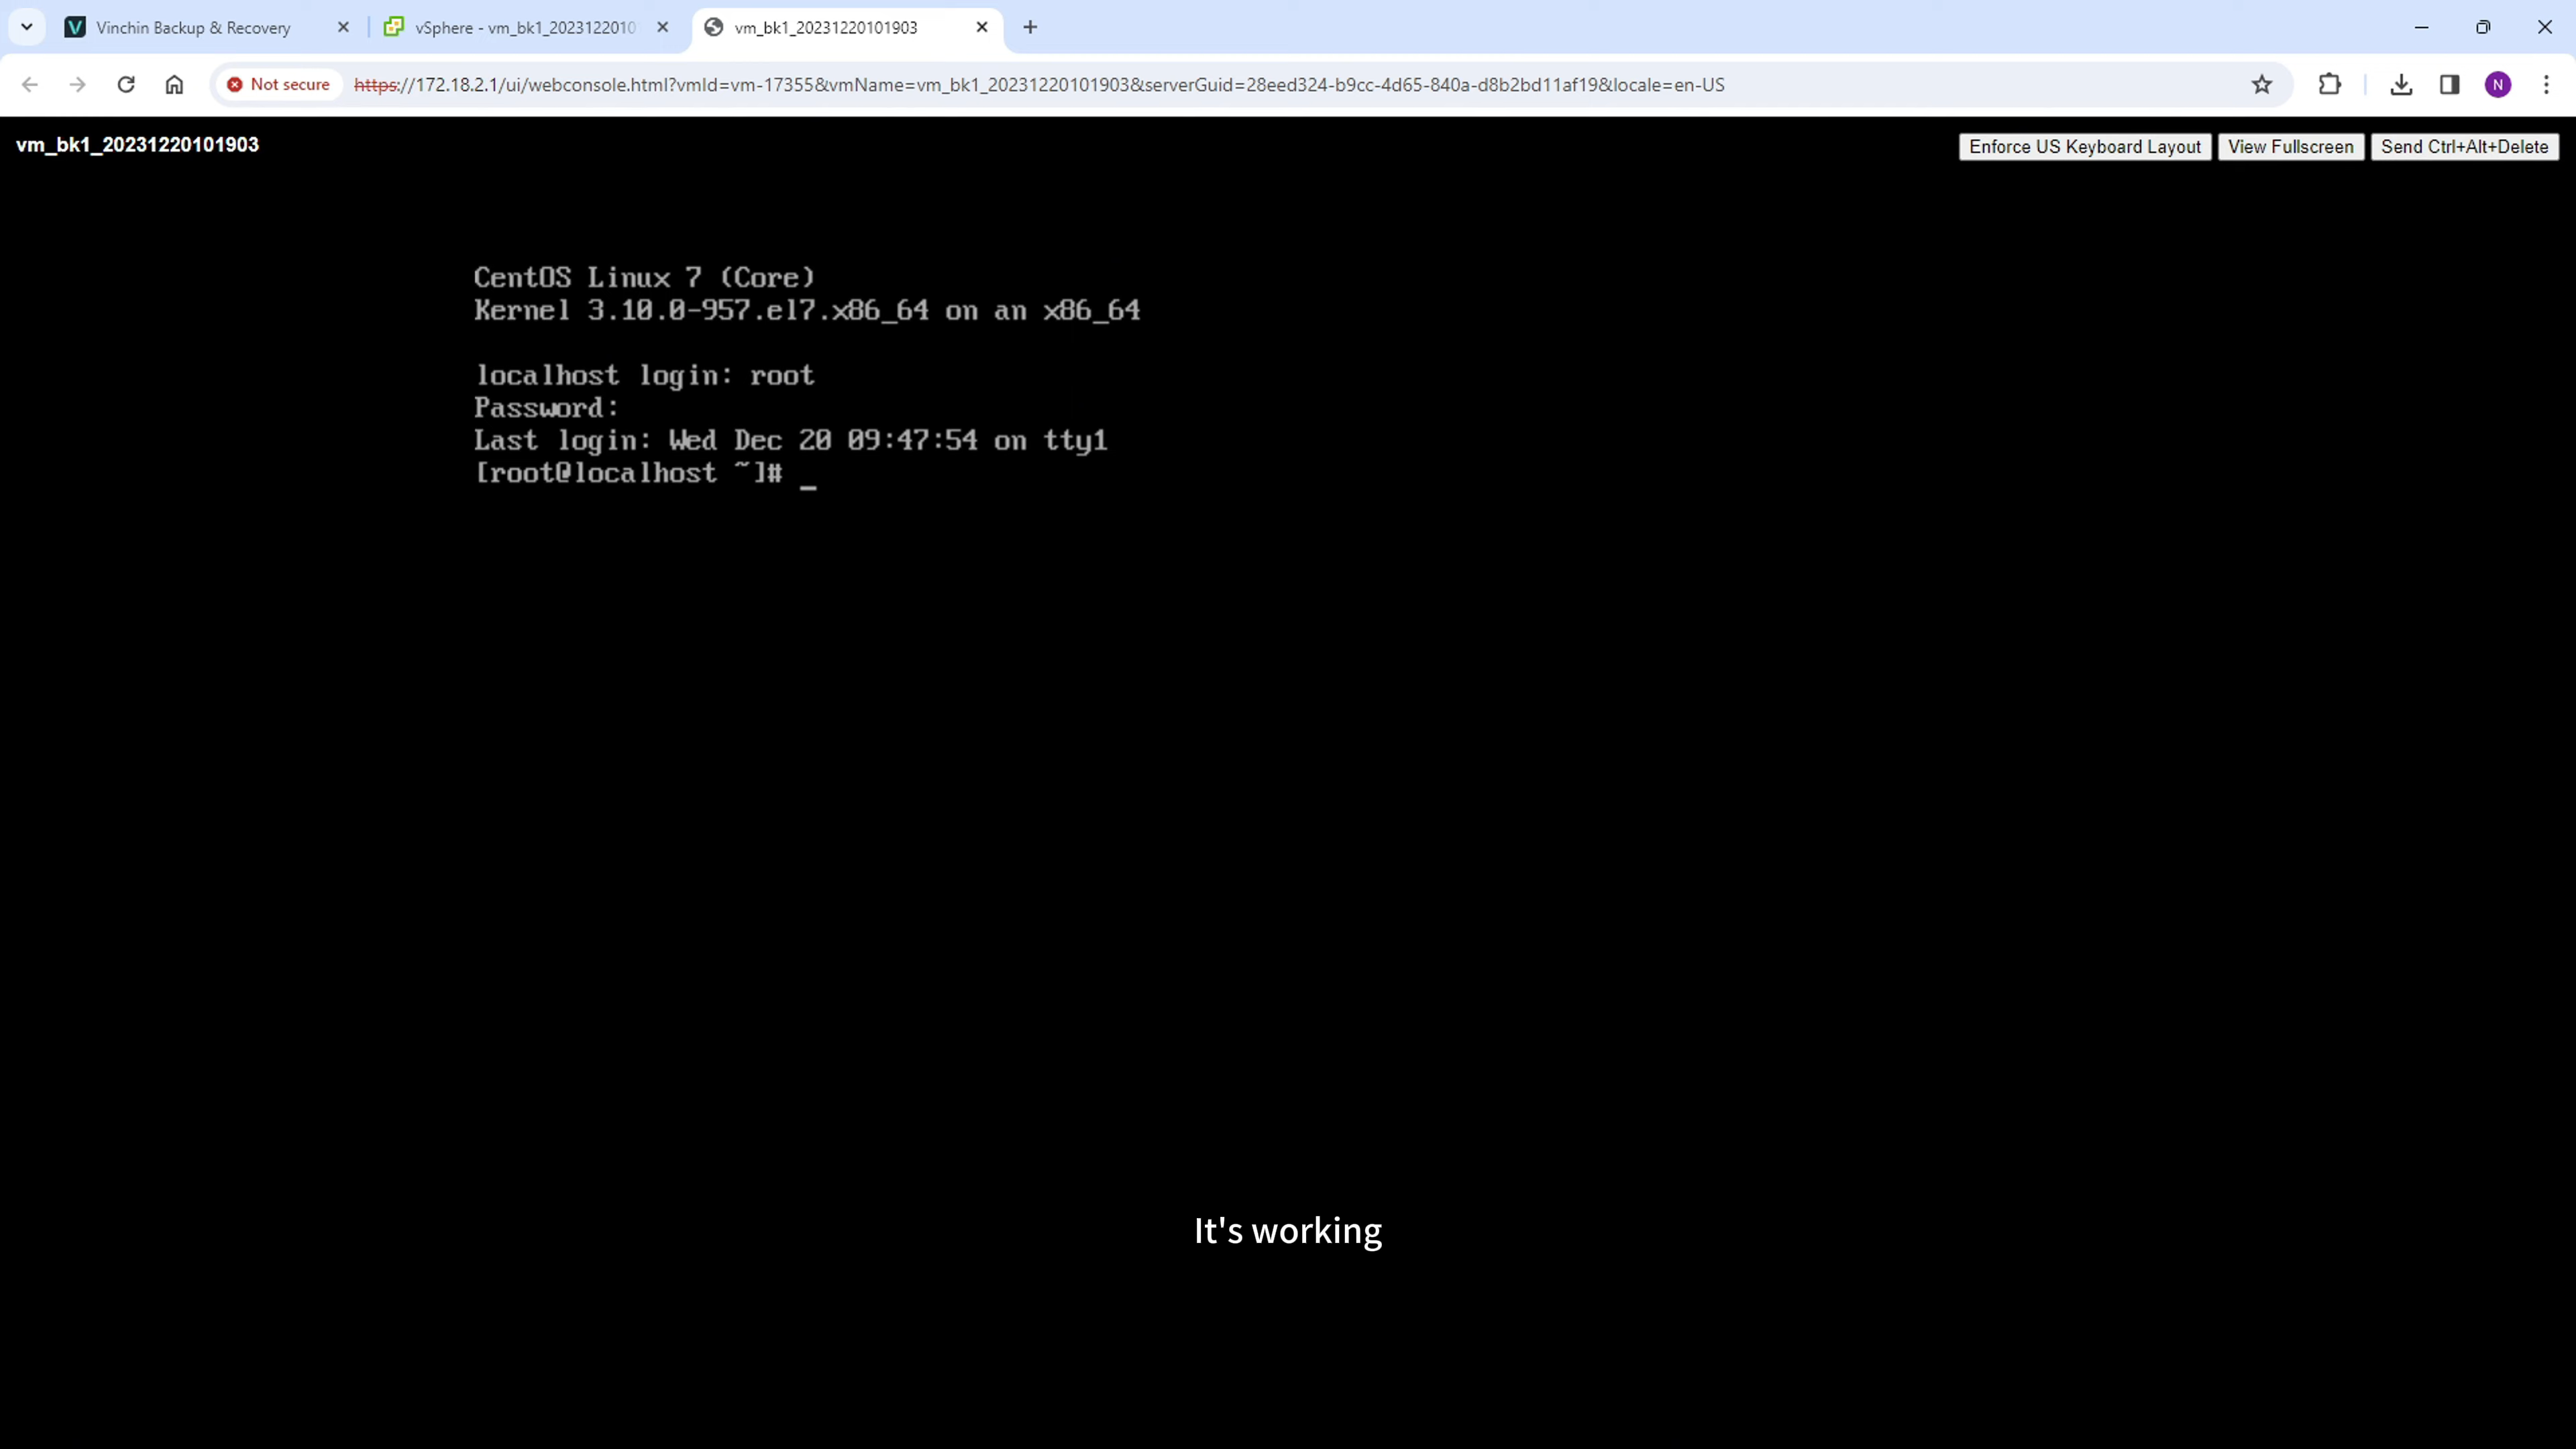 Vinchin Backup & Recovery
vSphere - vm_bk1_2023122010
vm_bk1_20231220101903
Not secure
https://172.18.2.1/ui/webconsole.html?vmId=vm-17355&vmName=vm_bk1_20231220101903&serverGuid=28eed324-b9cc-4d65-840a-d8b2bd11af19&locale=en-US
N
vm_bk1_20231220101903
Enforce US Keyboard Layout
View Fullscreen
Send Ctrl+Alt+Delete
CentOS Linux 7 (Core)
Kernel 3.10.0-957.el7.x86_64 on an x86_64
localhost login: root
Password:
Last login: Wed Dec 20 09:47:54 on tty1
[root@localhost ~]# _
It's working